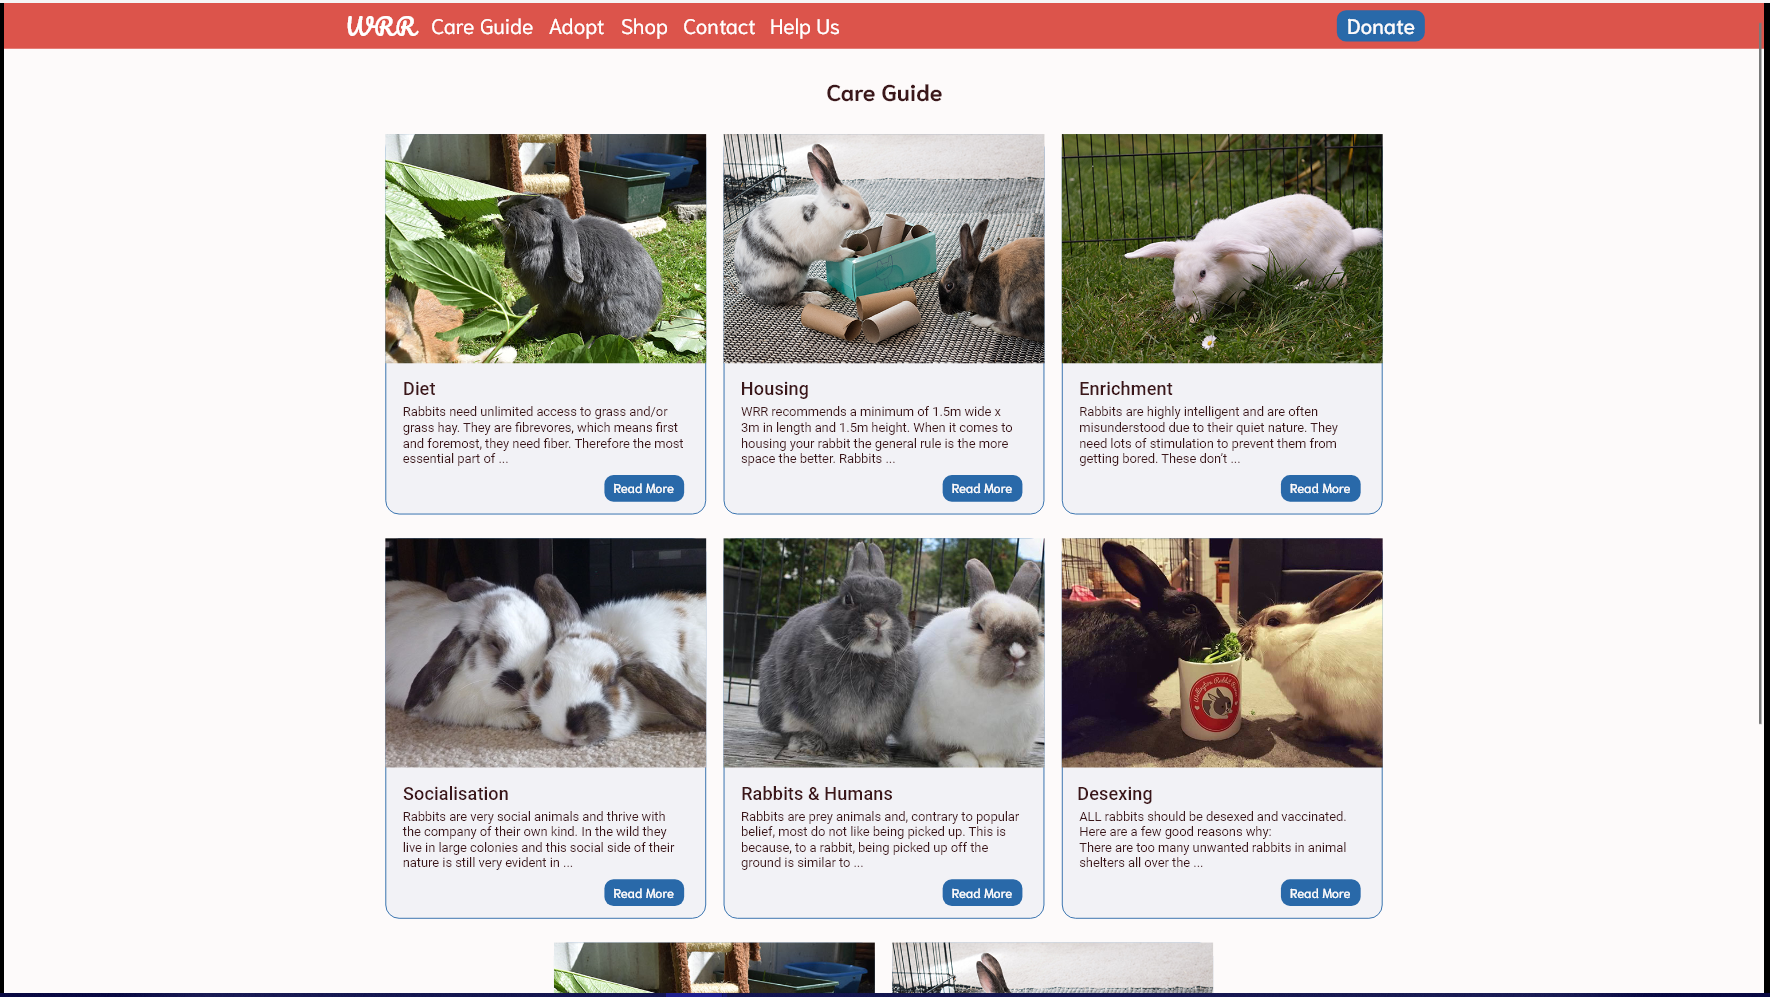 WRR Care Guide Adopt Shop Contact Help Us Donate
Care Guide
Diet
Rabbits need unlimited access to grass and/or
grass hay. They are fibrevores, which means first
and foremost, they need fiber. Therefore the most
essential part of ...
Read More
Housing
WRR recommends a minimum of 1.5m wide x
3m in length and 1.5m height. When it comes to
housing your rabbit the general rule is the more
space the better. Rabbits ...
Read More
Enrichment
Rabbits are highly intelligent and are often
misunderstood due to their quiet nature. They
need lots of stimulation to prevent them from
getting bored. These don't ...
Read More
Socialisation
Rabbits are very social animals and thrive with
the company of their own kind. In the wild they
live in large colonies and this social side of their
nature is still very evident in ...
Read More
Rabbits & Humans
Rabbits are prey animals and, contrary to popular
belief, most do not like being picked up. This is
because, to a rabbit, being picked up off the
ground is similar to ...
Read More
Desexing
ALL rabbits should be desexed and vaccinated.
Here are a few good reasons why:
There are too many unwanted rabbits in animal
shelters all over the ...
Read More